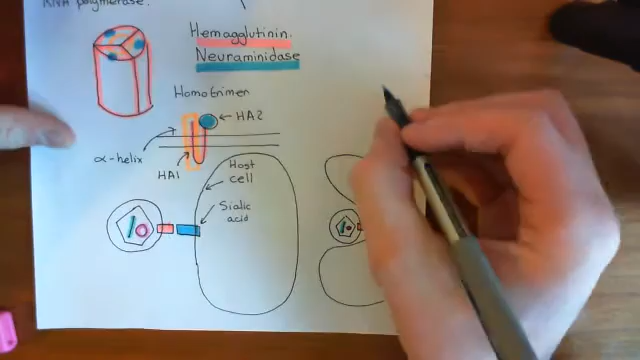 RNA polymerase.
Hemagglutinin.
Neuraminidase
Homotrimer
HA2
α-helix
HA1
Host
cell
Sialic
acid